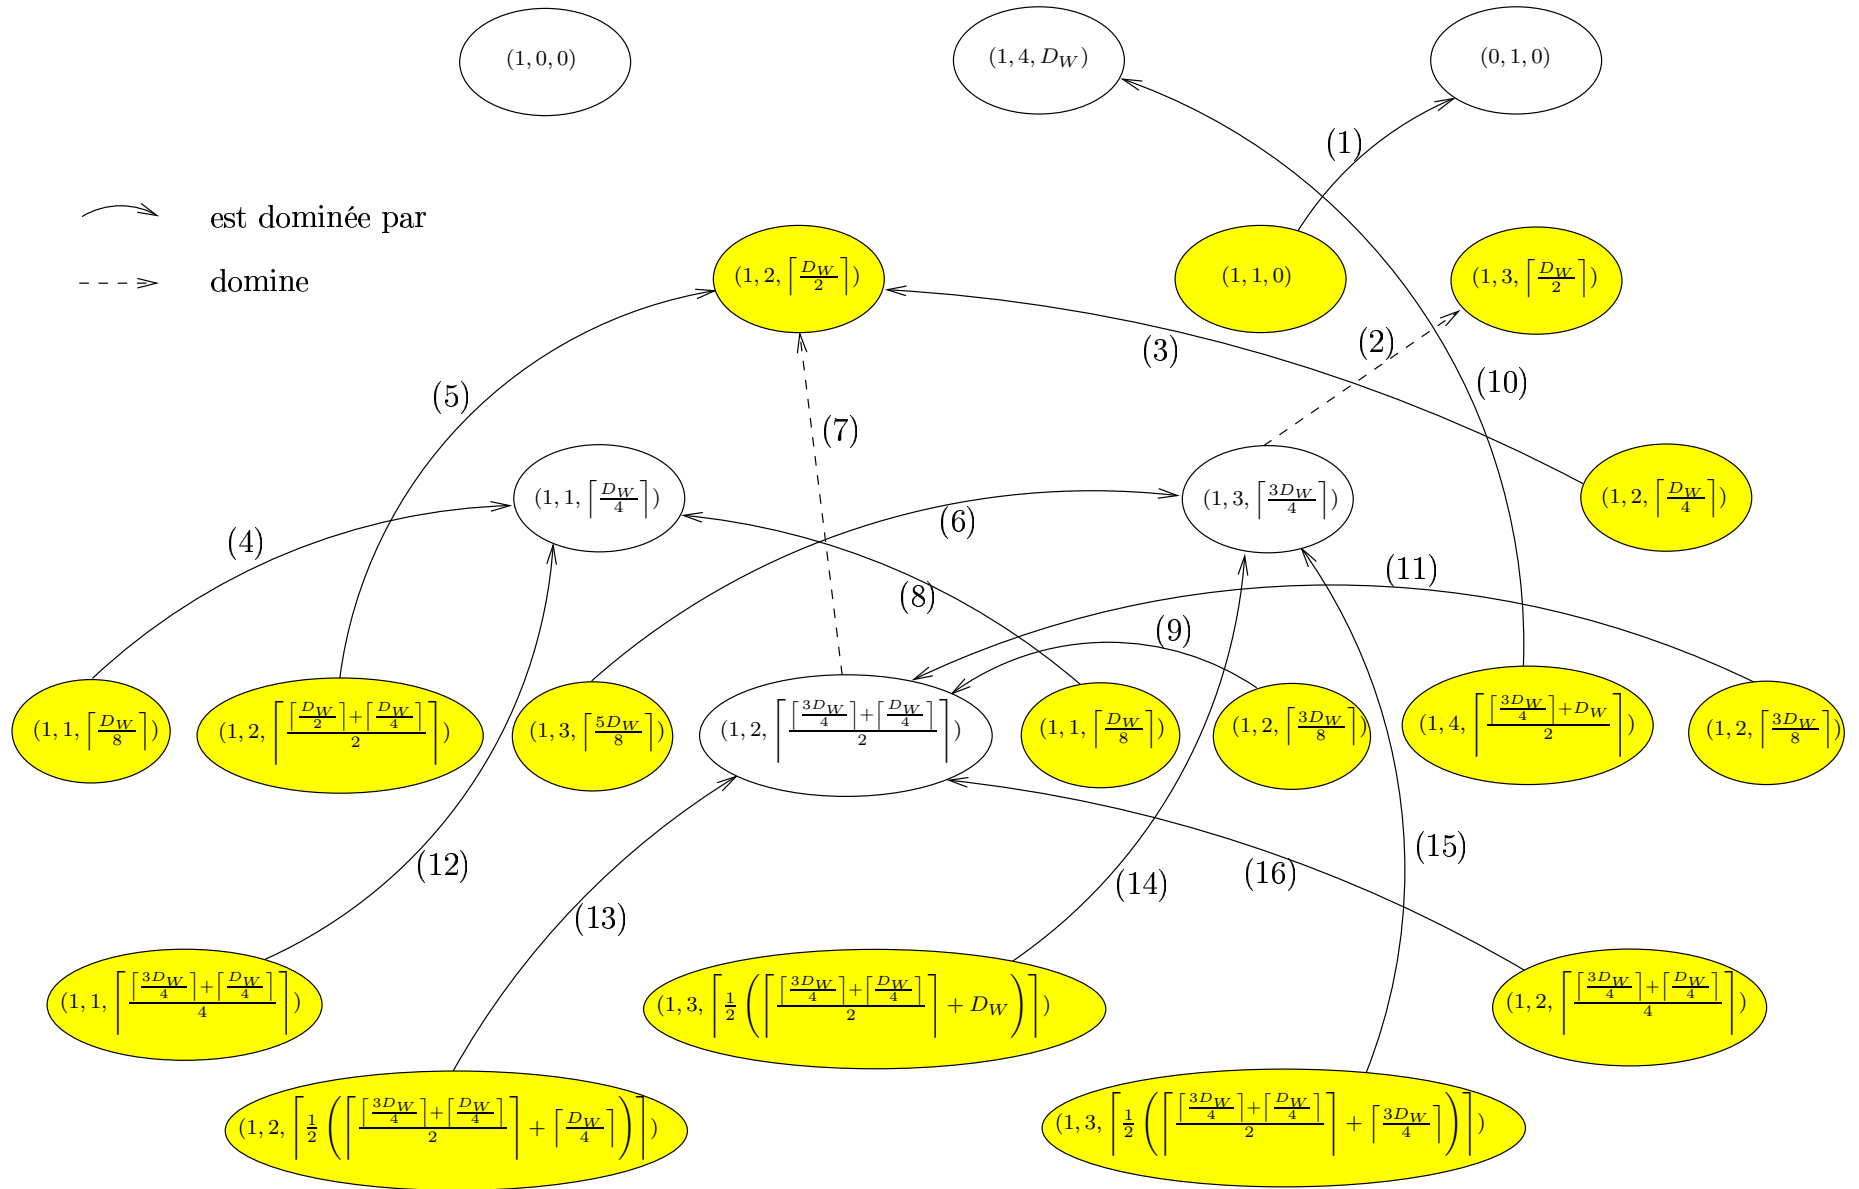 (1, 0, 0)
(1, 4, D_W)
(0, 1, 0)
(1)
est dominée par
domine
(1, 2, ⌈D_W/2⌉)
(1, 1, 0)
(1, 3, ⌈D_W/2⌉)
(2)
(3)
(10)
(5)
(7)
(1, 1, ⌈D_W/4⌉)
(1, 3, ⌈3D_W/4⌉)
(1, 2, ⌈D_W/4⌉)
(6)
(4)
(11)
(8)
(9)
(1, 1, ⌈D_W/8⌉)
(1, 2, ⌈(⌈D_W/2⌉+⌈D_W/4⌉)/2⌉)
(1, 3, ⌈5D_W/8⌉)
(1, 2, ⌈(⌈3D_W/4⌉+⌈D_W/4⌉)/2⌉)
(1, 1, ⌈D_W/8⌉)
(1, 2, ⌈3D_W/8⌉)
(1, 4, ⌈(⌈3D_W/4⌉+D_W)/2⌉)
(1, 2, ⌈3D_W/8⌉)
(15)
(12)
(16)
(14)
(13)
(1, 1, ⌈(⌈3D_W/4⌉+⌈D_W/4⌉)/4⌉)
(1, 3, ⌈1/2 (⌈(⌈3D_W/4⌉+⌈D_W/4⌉)/2⌉ + D_W)⌉)
(1, 2, ⌈(⌈3D_W/4⌉+⌈D_W/4⌉)/4⌉)
(1, 2, ⌈1/2 (⌈(⌈3D_W/4⌉+⌈D_W/4⌉)/2⌉ + ⌈D_W/4⌉)⌉)
(1, 3, ⌈1/2 (⌈(⌈3D_W/4⌉+⌈D_W/4⌉)/2⌉ + ⌈3D_W/4⌉)⌉)